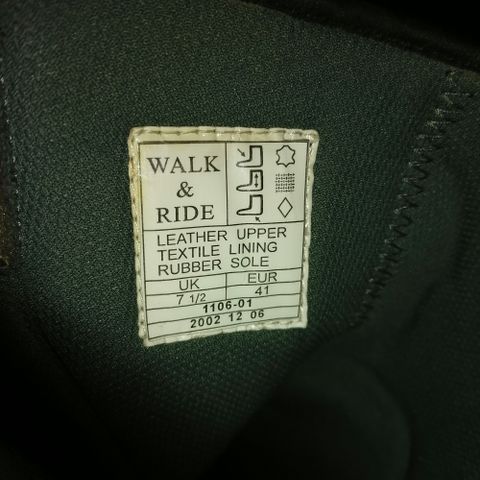 WALK
&
RIDE
LEATHER UPPER
TEXTILE LINING
RUBBER SOLE
UK EUR
7 1/2 41
1106-01
2002 12 06